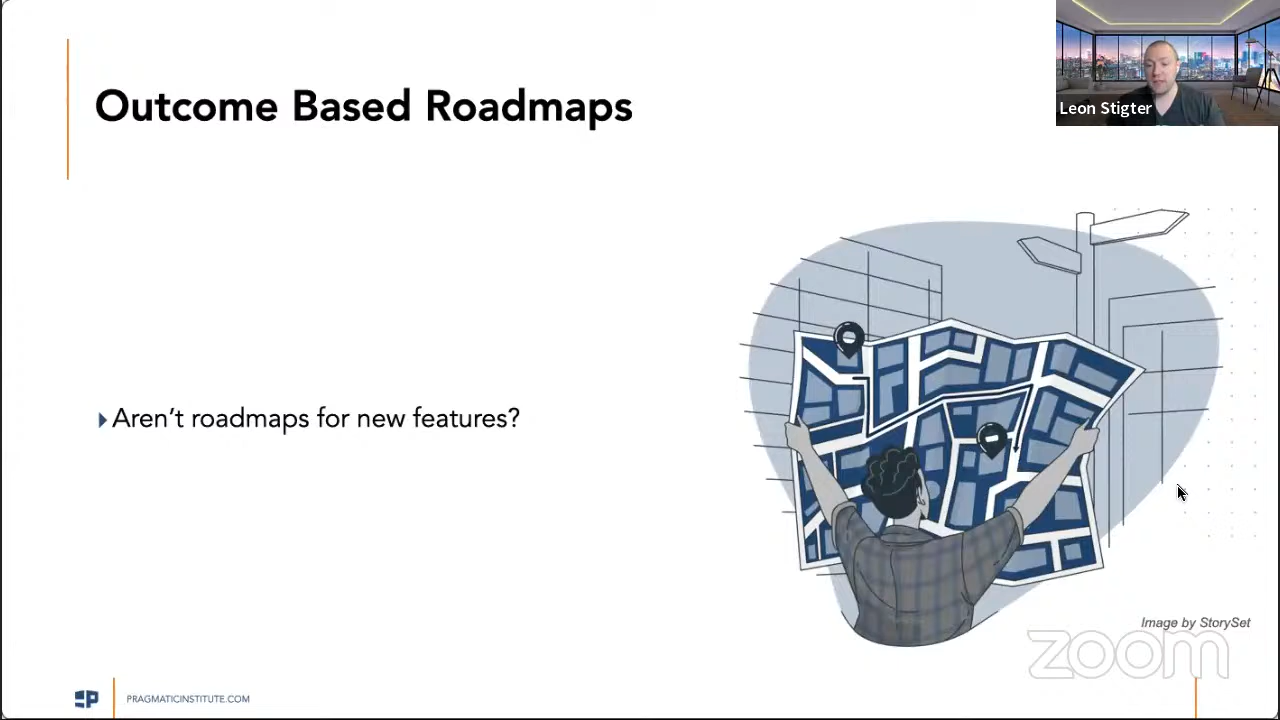 Outcome Based Roadmaps
Leon Stigter
Aren’t roadmaps for new features?
Image by StorySet
zoom
PRAGMATICINSTITUTE.COM